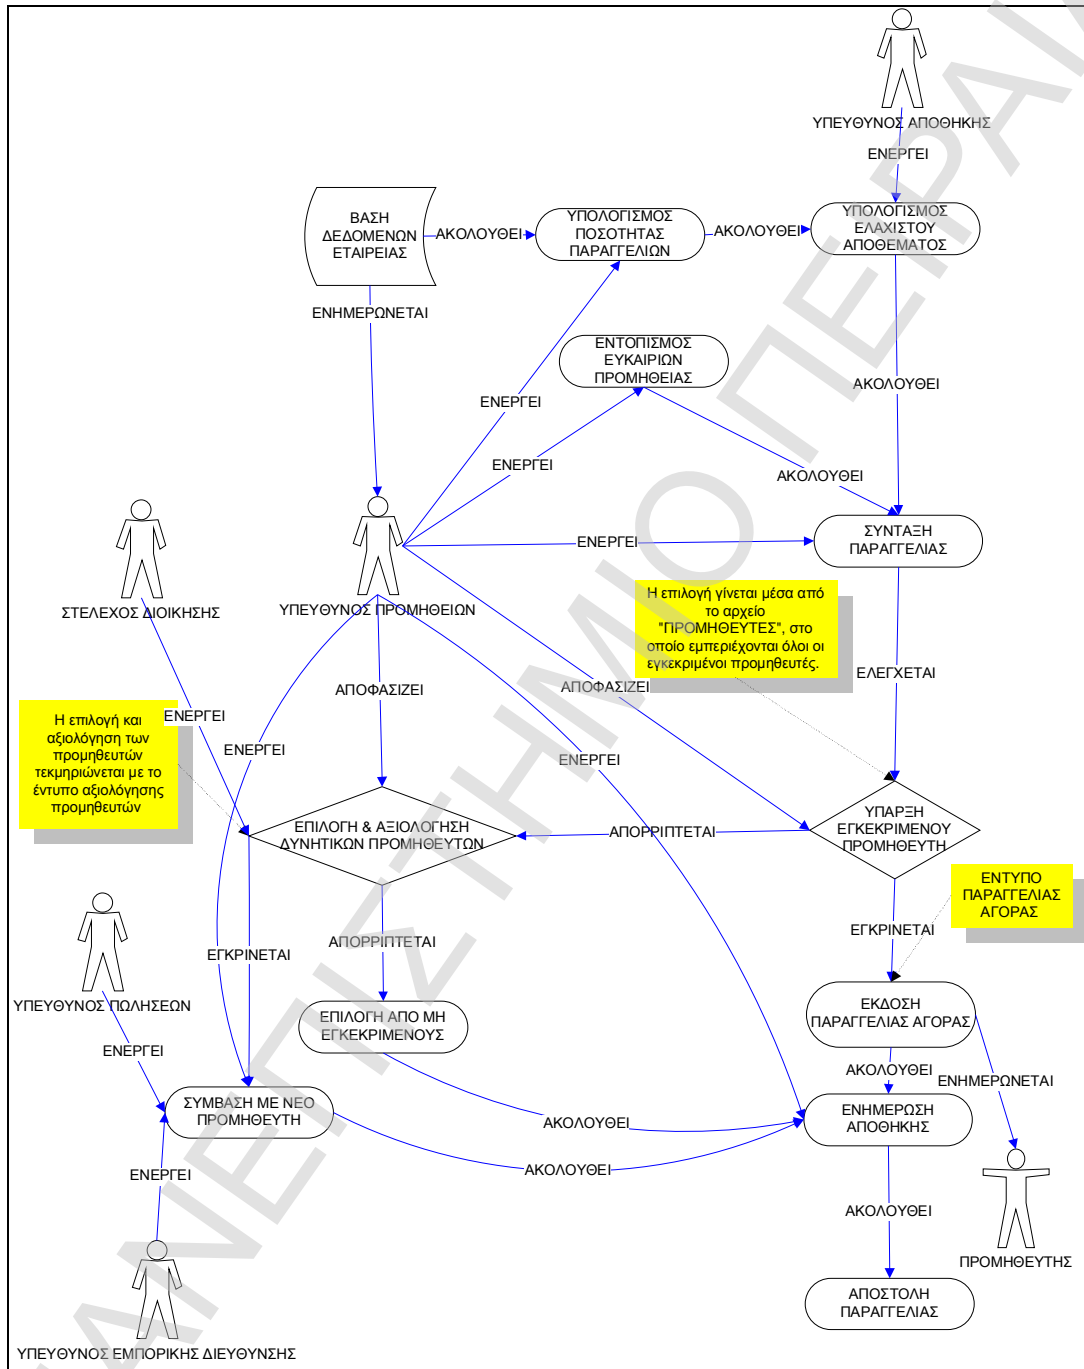 ΥΠΕΥΘΥΝΟΣ ΑΠΟΘΗΚΗΣ
ΕΝΕΡΓΕΙ
ΒΑΣΗ
ΔΕΔΟΜΕΝΩΝ
ΕΤΑΙΡΕΙΑΣ
ΑΚΟΛΟΥΘΕΙ
ΥΠΟΛΟΓΙΣΜΟΣ
ΠΟΣΟΤΗΤΑΣ
ΠΑΡΑΓΓΕΛΙΩΝ
ΑΚΟΛΟΥΘΕΙ
ΥΠΟΛΟΓΙΣΜΟΣ
ΕΛΑΧΙΣΤΟΥ
ΑΠΟΘΕΜΑΤΟΣ
ΕΝΗΜΕΡΩΝΕΤΑΙ
ΕΝΤΟΠΙΣΜΟΣ
ΕΥΚΑΙΡΙΩΝ
ΠΡΟΜΗΘΕΙΑΣ
ΑΚΟΛΟΥΘΕΙ
ΕΝΕΡΓΕΙ
ΕΝΕΡΓΕΙ
ΑΚΟΛΟΥΘΕΙ
ΣΥΝΤΑΞΗ
ΠΑΡΑΓΓΕΛΙΑΣ
ΕΝΕΡΓΕΙ
ΣΤΕΛΕΧΟΣ ΔΙΟΙΚΗΣΗΣ
ΥΠΕΥΘΥΝΟΣ ΠΡΟΜΗΘΕΙΩΝ
Η επιλογή γίνεται μέσα από
το αρχείο
"ΠΡΟΜΗΘΕΥΤΕΣ", στο
οποίο εμπεριέχονται όλοι οι
εγκεκριμένοι προμηθευτές.
ΕΛΕΓΧΕΤΑΙ
ΑΠΟΦΑΣΙΖΕΙ
ΑΠΟΦΑΣΙΖΕΙ
ΕΝΕΡΓΕΙ
Η επιλογή και
αξιολόγηση των
προμηθευτών
τεκμηριώνεται με το
έντυπο αξιολόγησης
προμηθευτών
ΕΝΕΡΓΕΙ
ΕΝΕΡΓΕΙ
ΕΠΙΛΟΓΗ & ΑΞΙΟΛΟΓΗΣΗ
ΔΥΝΗΤΙΚΩΝ ΠΡΟΜΗΘΕΥΤΩΝ
ΑΠΟΡΡΙΠΤΕΤΑΙ
ΥΠΑΡΞΗ
ΕΓΚΕΚΡΙΜΕΝΟΥ
ΠΡΟΜΗΘΕΥΤΗ
ΕΝΤΥΠΟ
ΠΑΡΑΓΓΕΛΙΑΣ
ΑΓΟΡΑΣ
ΕΓΚΡΙΝΕΤΑΙ
ΑΠΟΡΡΙΠΤΕΤΑΙ
ΕΓΚΡΙΝΕΤΑΙ
ΥΠΕΥΘΥΝΟΣ ΠΩΛΗΣΕΩΝ
ΕΠΙΛΟΓΗ ΑΠΟ ΜΗ
ΕΓΚΕΚΡΙΜΕΝΟΥΣ
ΕΚΔΟΣΗ
ΠΑΡΑΓΓΕΛΙΑΣ ΑΓΟΡΑΣ
ΕΝΕΡΓΕΙ
ΑΚΟΛΟΥΘΕΙ
ΕΝΗΜΕΡΩΝΕΤΑΙ
ΣΥΜΒΑΣΗ ΜΕ ΝΕΟ
ΠΡΟΜΗΘΕΥΤΗ
ΑΚΟΛΟΥΘΕΙ
ΕΝΗΜΕΡΩΣΗ
ΑΠΟΘΗΚΗΣ
ΕΝΕΡΓΕΙ
ΑΚΟΛΟΥΘΕΙ
ΑΚΟΛΟΥΘΕΙ
ΠΡΟΜΗΘΕΥΤΗΣ
ΑΠΟΣΤΟΛΗ
ΠΑΡΑΓΓΕΛΙΑΣ
ΥΠΕΥΘΥΝΟΣ ΕΜΠΟΡΙΚΗΣ ΔΙΕΥΘΥΝΣΗΣ